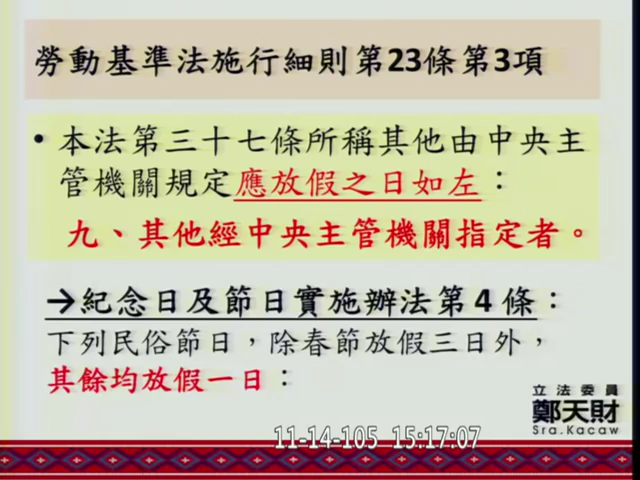 勞動基準法施行細則第23條第3項
• 本法第三十七條所稱其他由中央主
管機關規定應放假之日如左：
九、其他經中央主管機關指定者。
→紀念日及節日實施辦法第 4 條：
下列民俗節日，除春節放假三日外，
其餘均放假一日：
立法委員
鄭天財
Sra.Kacaw
11-14-105 15:17:07